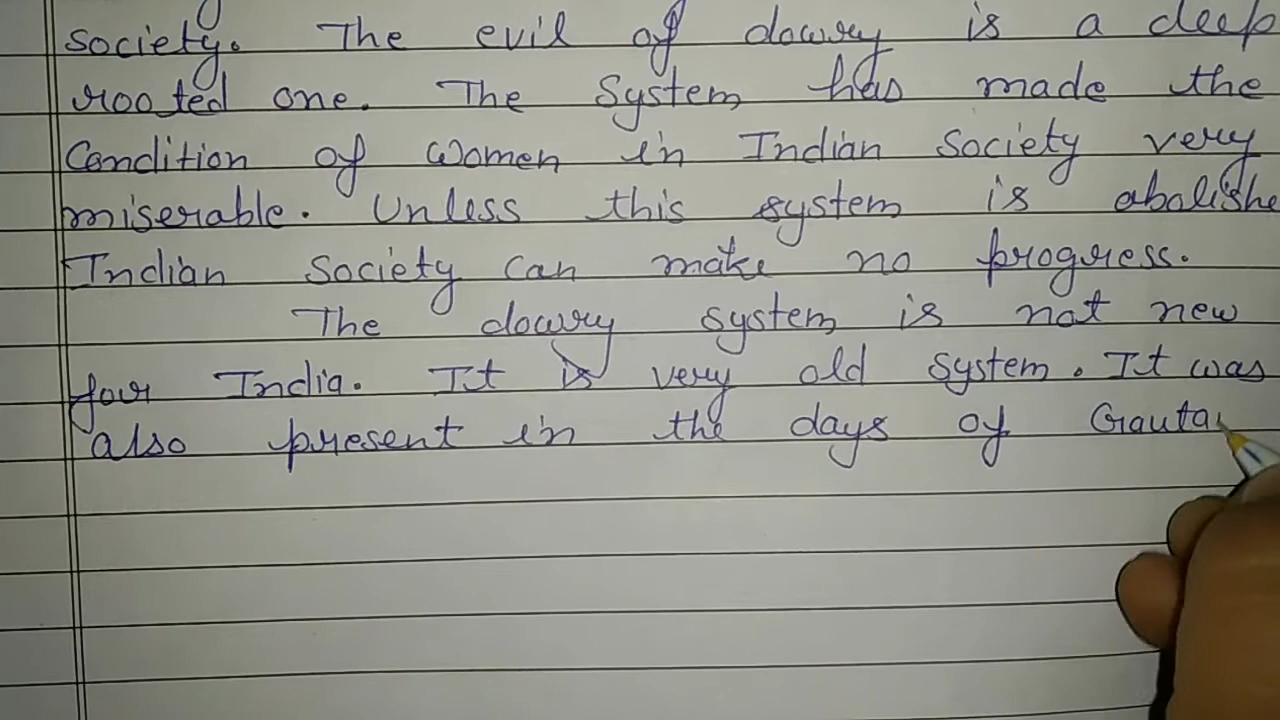 society. The evil of dowry is a deep
rooted one. The System has made the
Condition of women in Indian Society very
miserable. Unless this system is abolishe
Indian Society can make no progress.
The dowry system is not new
for India. It is very old system. It was
also present in the days of Gauta